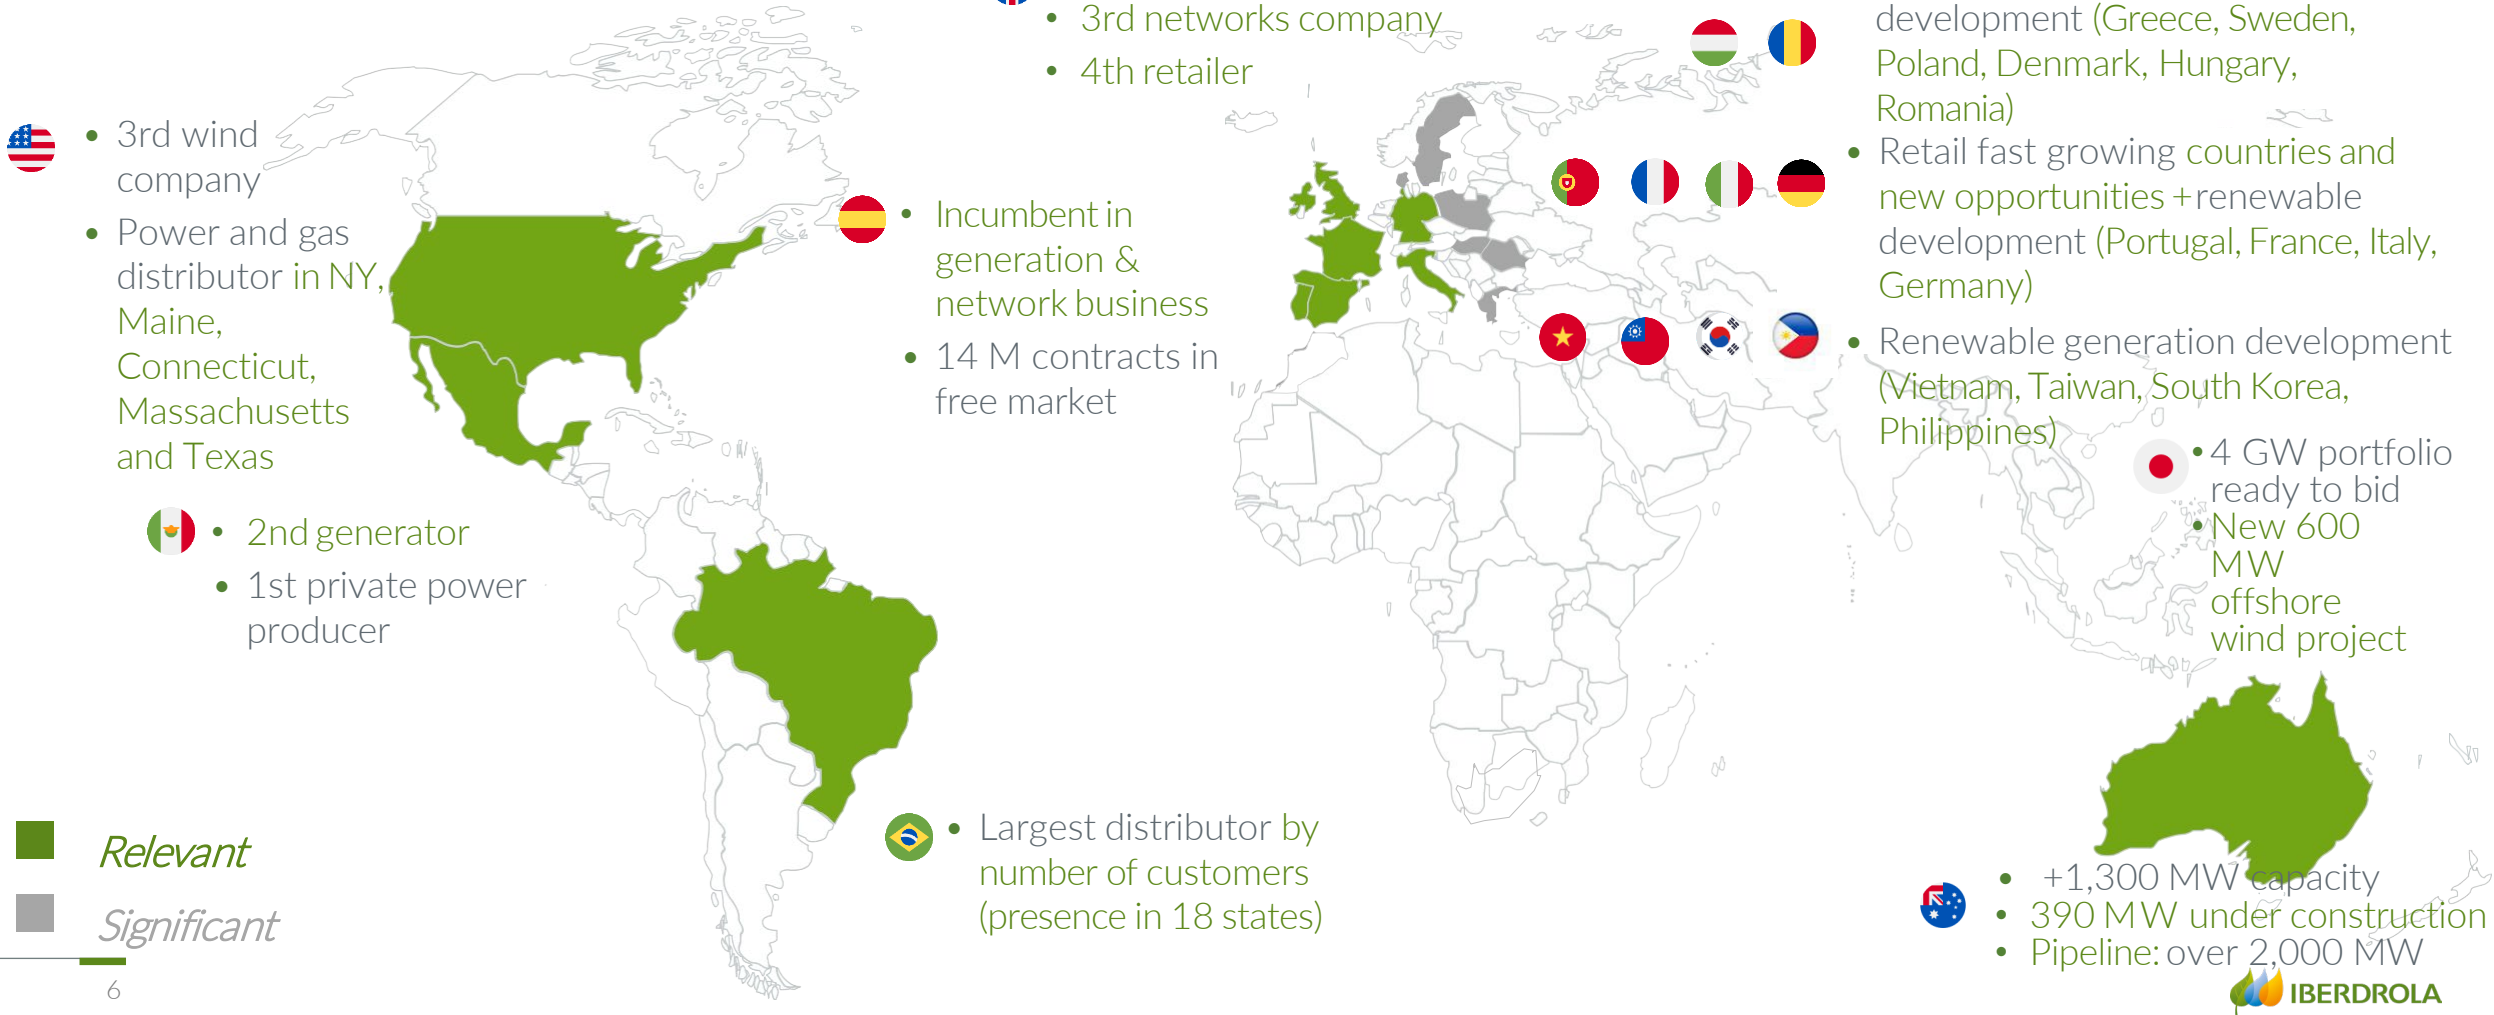 3rd networks company
4th retailer
development (Greece, Sweden,
Poland, Denmark, Hungary,
Romania)
3rd wind
company
Power and gas
distributor in NY,
Maine,
Connecticut,
Massachusetts
and Texas
2nd generator
1st private power
producer
Incumbent in
generation &
network business
14 M contracts in
free market
Retail fast growing countries and
new opportunities + renewable
development (Portugal, France, Italy,
Germany)
Renewable generation development
(Vietnam, Taiwan, South Korea,
Philippines)
4 GW portfolio
ready to bid
New 600
MW
offshore
wind project
Largest distributor by
number of customers
(presence in 18 states)
+1,300 MW capacity
390 MW under construction
Pipeline: over 2,000 MW
Relevant
Significant
6
IBERDROLA